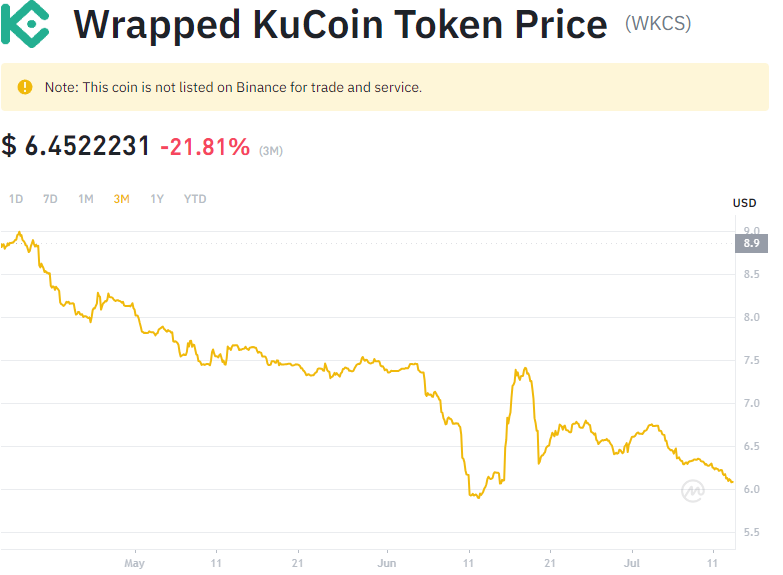 Wrapped KuCoin Token Price (WKCS)
Note: This coin is not listed on Binance for trade and service.
$ 6.4522231 -21.81% (3M)
1D 7D 1M 3M 1Y YTD
USD
9.0
8.9
8.5
8.0
7.5
7.0
6.5
6.0
5.5
May 11 21 Jun 11 21 Jul 11